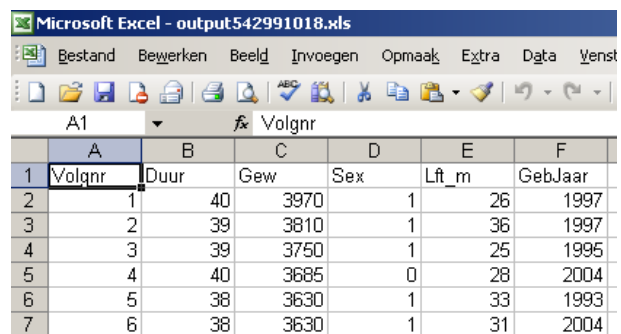 Microsoft Excel - output542991018.xls
Bestand Bewerken Beeld Invoegen Opmaak Extra Data Venst
ABC
A1 fx Volgnr
A B C D E F
1 Volgnr Duur Gew Sex Lft_m GebJaar
2 1 40 3970 1 26 1997
3 2 39 3810 1 36 1997
4 3 39 3750 1 25 1995
5 4 40 3685 0 28 2004
6 5 38 3630 1 33 1993
7 6 38 3630 1 31 2004